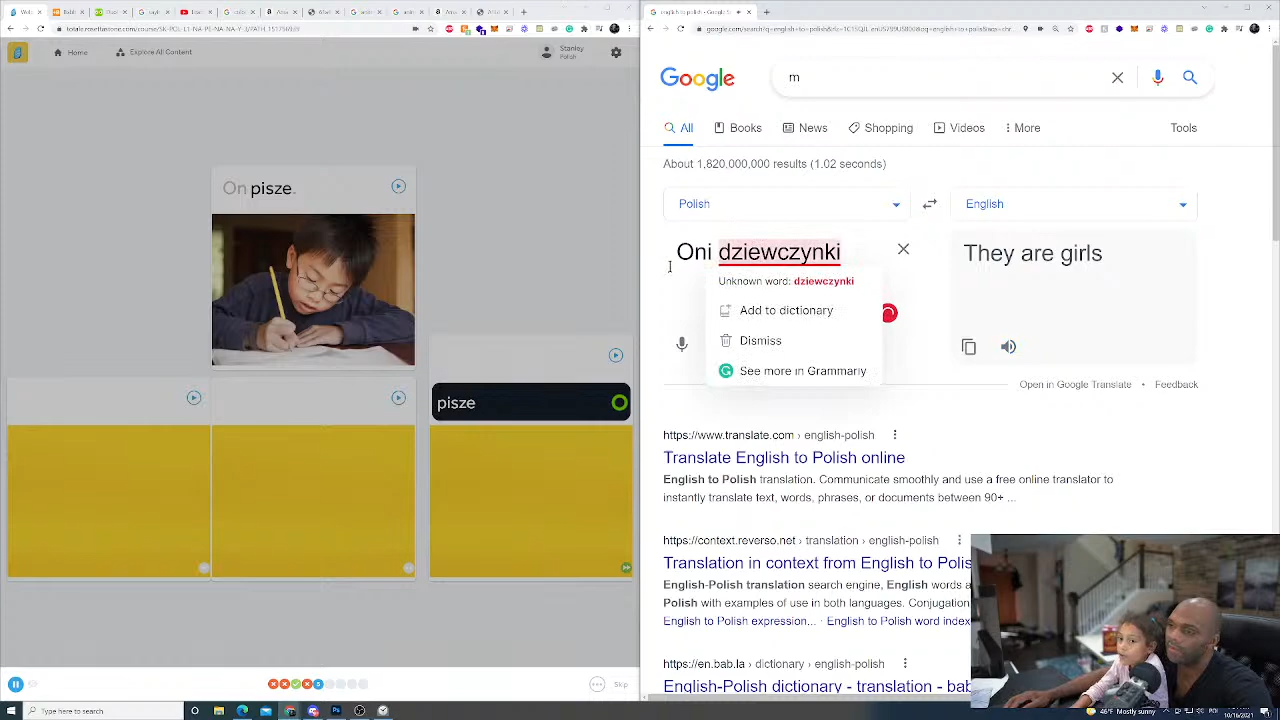 Home
Explore All Content
Stanley
Polish
On pisze.
pisze
Skip
Type here to search
Google
m
All
Books
News
Shopping
Videos
More
Tools
About 1,820,000,000 results (1.02 seconds)
Polish
English
Oni dziewczynki
They are girls
Unknown word: dziewczynki
Add to dictionary
Dismiss
See more in Grammarly
Open in Google Translate • Feedback
https://www.translate.com › english-polish
Translate English to Polish online
English to Polish translation. Communicate smoothly and use a free online translator to
instantly translate text, words, phrases, or documents between 90+ ...
https://context.reverso.net › translation › english-polish
Translation in context from English to Polis
English-Polish translation search engine, English words a
Polish with examples of use in both languages. Conjugation
English to Polish expression... · English to Polish word index
https://en.bab.la › dictionary › english-polish
English-Polish dictionary - translation - bab
46°F Mostly sunny
10/16/2021